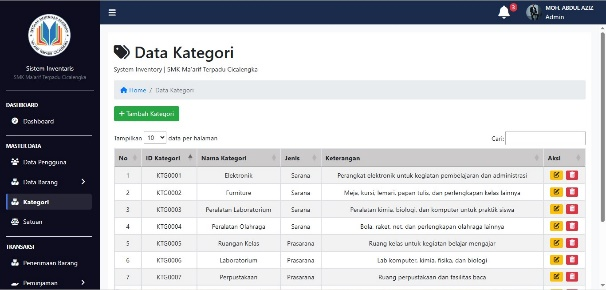 3
MOH. ABDUL AZIZ
Admin
Sistem Inventaris
SMK Ma'arif Terpadu Cicalengka
DASHBOARD
Dashboard
MASTER DATA
Data Pengguna
Data Barang
Kategori
Satuan
TRANSAKSI
Penerimaan Barang
Peminjaman
Data Kategori
System Inventory | SMK Ma'arif Terpadu Cicalengka
Home / Data Kategori
+ Tambah Kategori
Tampilkan 10 data per halaman
Cari:
No ID Kategori Nama Kategori Jenis Keterangan Aksi
1 KTG0001 Elektronik Sarana Perangkat elektronik untuk kegiatan pembelajaran dan administrasi
2 KTG0002 Furniture Sarana Meja, kursi, lemari, papan tulis, dan perlengkapan kelas lainnya
3 KTG0003 Peralatan Laboratorium Sarana Peralatan kimia, biologi, dan komputer untuk praktik siswa
4 KTG0004 Peralatan Olahraga Sarana Bola, raket, net, dan perlengkapan olahraga lainnya
5 KTG0005 Ruangan Kelas Prasarana Ruang kelas untuk kegiatan belajar mengajar
6 KTG0006 Laboratorium Prasarana Lab komputer, kimia, fisika, dan biologi
7 KTG0007 Perpustakaan Prasarana Ruang perpustakaan dan fasilitas baca